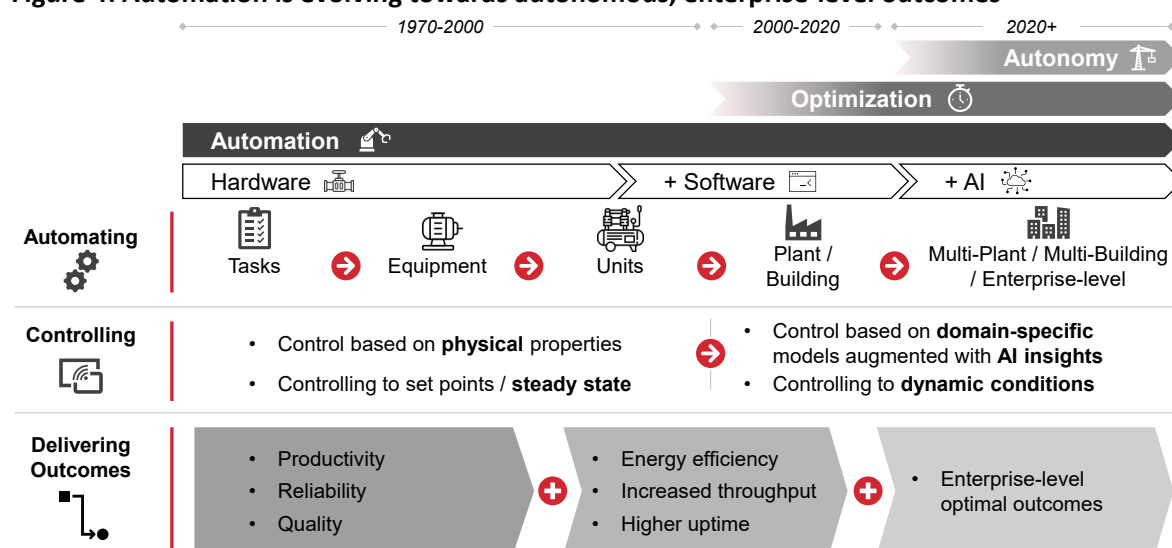 1970-2000
2000-2020
2020+
Autonomy
Optimization
Automation
Hardware
+ Software
+ AI
Automating
Tasks
Equipment
Units
Plant /
Building
Multi-Plant / Multi-Building
/ Enterprise-level
Controlling
• Control based on physical properties
• Controlling to set points / steady state
• Control based on domain-specific
models augmented with AI insights
• Controlling to dynamic conditions
Delivering
Outcomes
• Productivity
• Reliability
• Quality
• Energy efficiency
• Increased throughput
• Higher uptime
• Enterprise-level
optimal outcomes